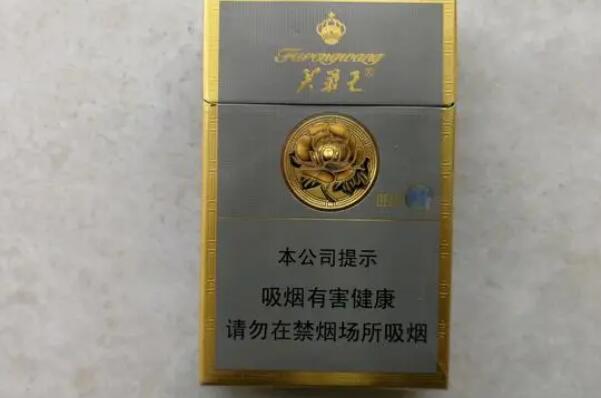 Furongwang
芙蓉王®
本公司提示
吸烟有害健康
请勿在禁烟场所吸烟